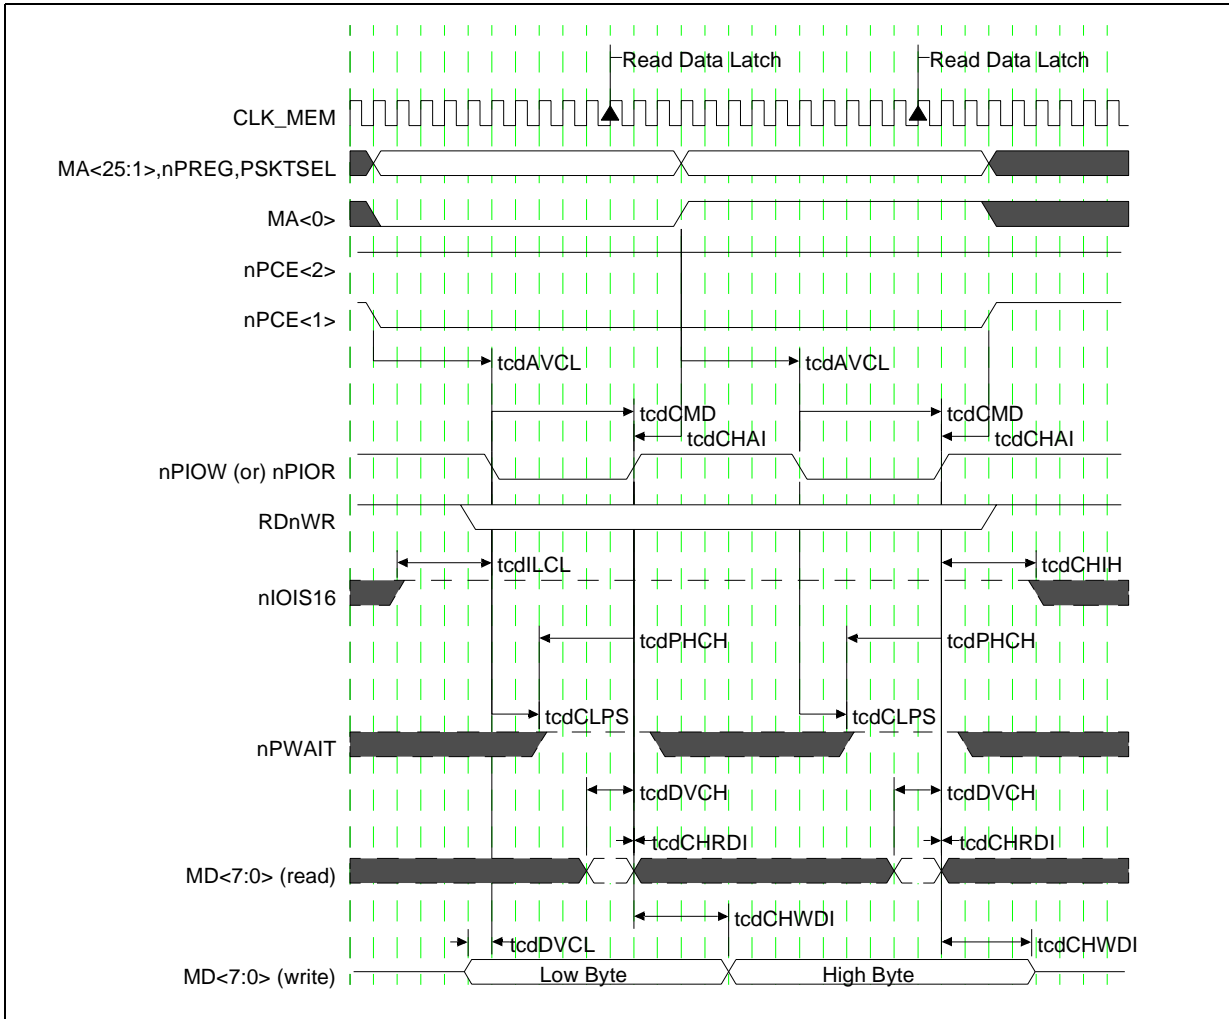 Read Data Latch Read Data Latch
CLK_MEM
MA<25:1>,nPREG,PSKTSEL
MA<0>
nPCE<2>
nPCE<1>
tcdAVCL tcdAVCL
tcdCMD tcdCMD
tcdCHAI tcdCHAI
nPIOW (or) nPIOR
RDnWR
tcdILCL tcdCHIH
nIOIS16
tcdPHCH tcdPHCH
tcdCLPS tcdCLPS
nPWAIT
tcdDVCH tcdDVCH
tcdCHRDI tcdCHRDI
MD<7:0> (read)
tcdCHWDI
tcdDVCL tcdCHWDI
MD<7:0> (write) Low Byte High Byte